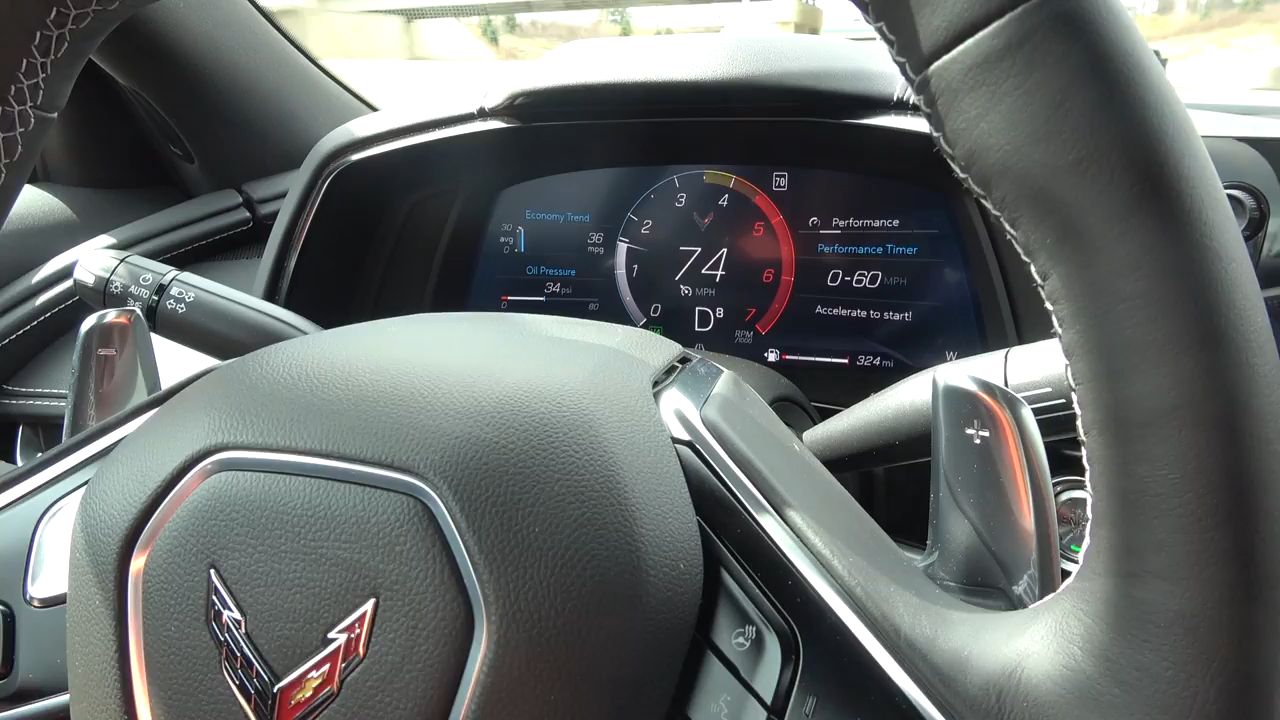 Economy Trend
30
avg
0
36
mpg
Oil Pressure
34 psi
0
80
0
1
2
3
4
5
6
7
RPM
/1000
74
MPH
D8
70
Performance
Performance Timer
0-60 MPH
Accelerate to start!
324 mi
W
AUTO
−
+